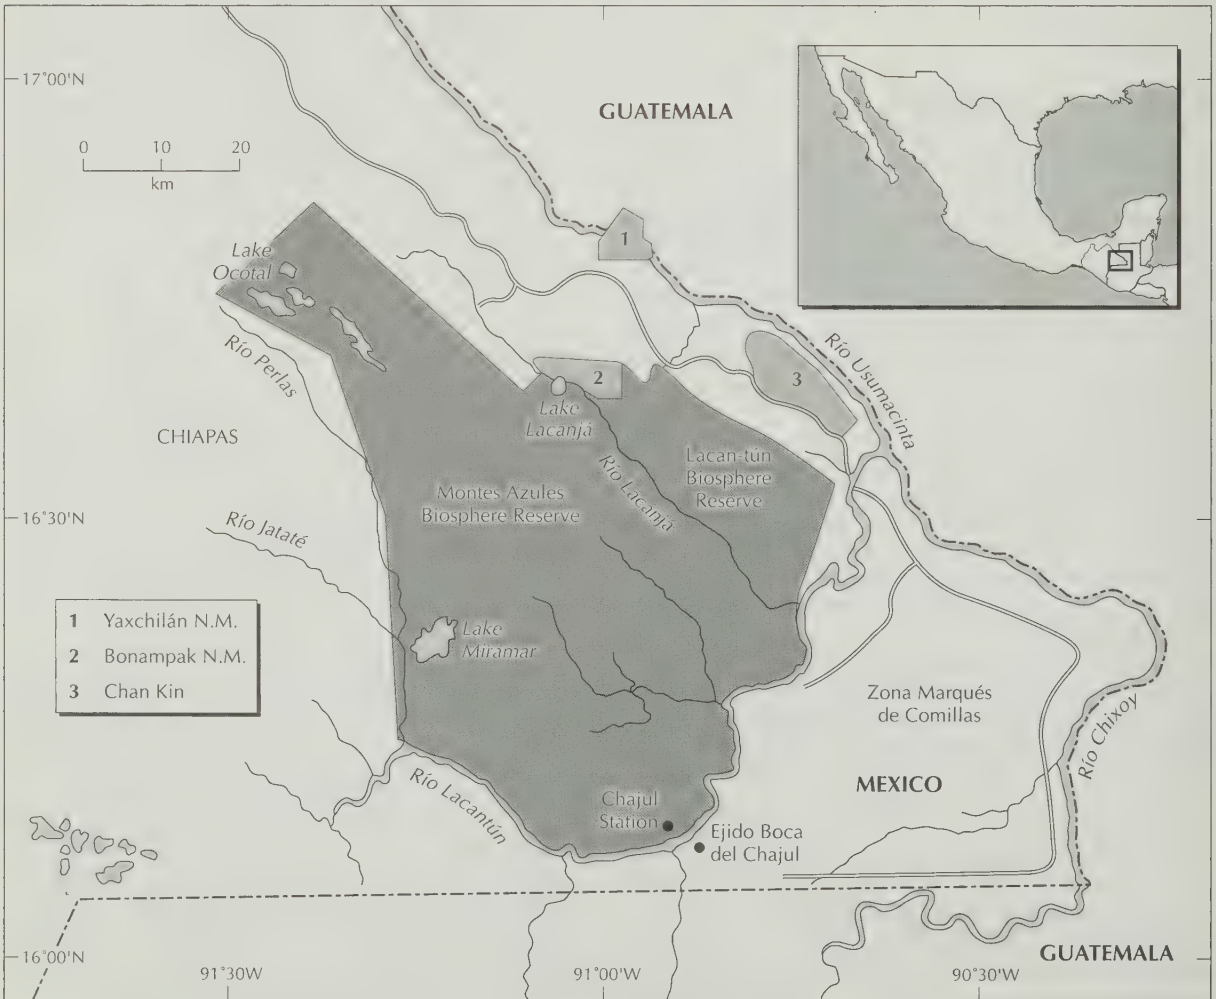 17°00'N
GUATEMALA
0 10 20
km
1
Lake
Ocotal
Río Perlas
2
3
Río Usumacinta
Lake
Lacanjá
CHIAPAS
Lacan-tún
Biosphere
Reserve
Río Lacanjá
Montes Azules
Biosphere Reserve
16°30'N
Río Jataté
1 Yaxchilán N.M.
2 Bonampak N.M.
3 Chan Kin
Lake
Miramar
Zona Marqués
de Comillas
Río Chixoy
MEXICO
Río Lacantún
Chajul
Station
Ejido Boca
del Chajul
GUATEMALA
16°00'N
91°30'W
91°00'W
90°30'W